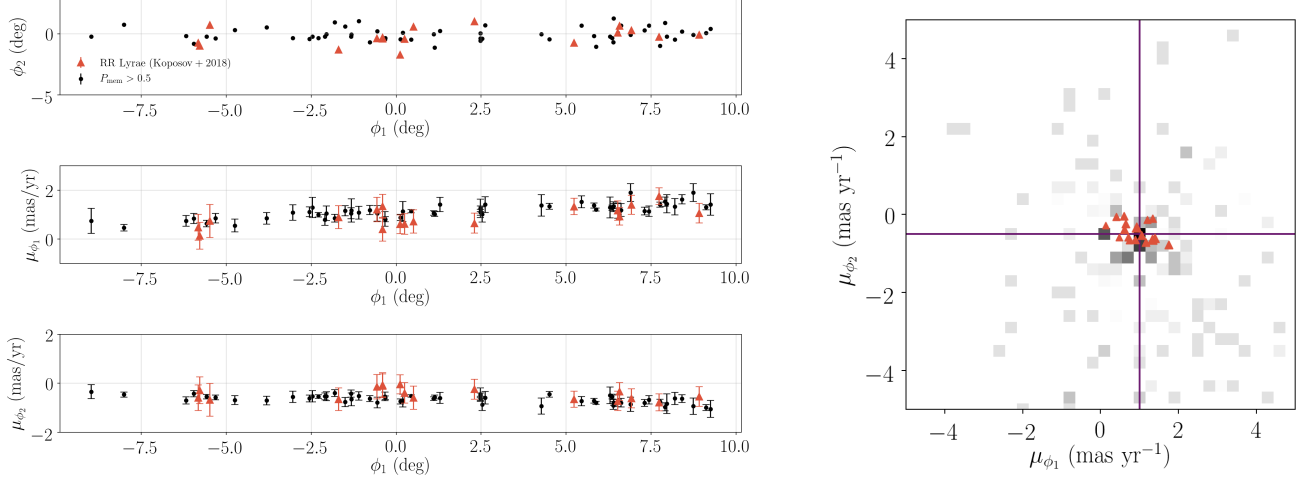 0
−5
ϕ₂ (deg)
RR Lyrae (Koposov + 2018)
Pmem > 0.5
−7.5 −5.0 −2.5 0.0 2.5 5.0 7.5 10.0
ϕ₁ (deg)
2
0
μϕ₁ (mas/yr)
−7.5 −5.0 −2.5 0.0 2.5 5.0 7.5 10.0
ϕ₁ (deg)
2
0
−2
μϕ₂ (mas/yr)
−7.5 −5.0 −2.5 0.0 2.5 5.0 7.5 10.0
ϕ₁ (deg)
4
2
0
−2
−4
μϕ₂ (mas yr⁻¹)
−4 −2 0 2 4
μϕ₁ (mas yr⁻¹)